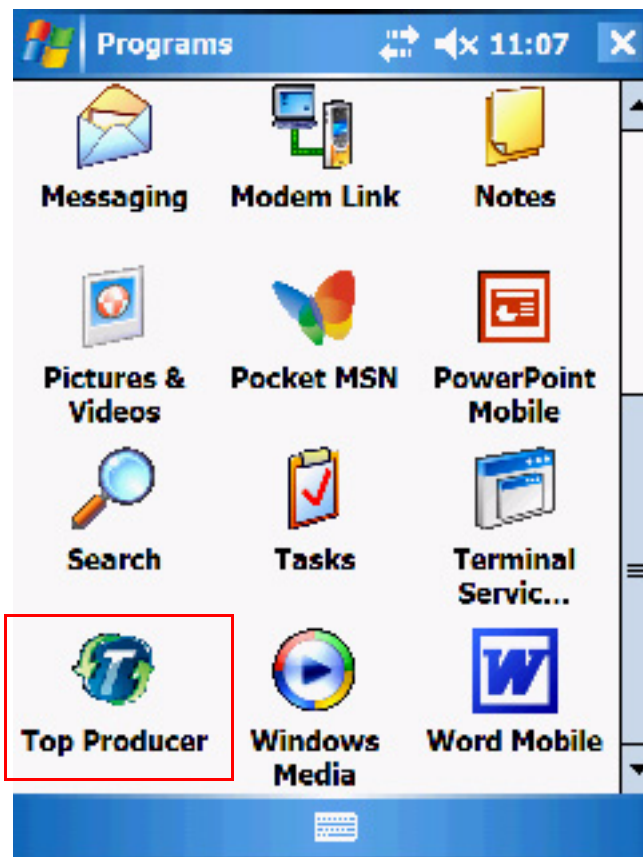 Programs 11:07
Messaging Modem Link Notes
Pictures & Videos Pocket MSN PowerPoint Mobile
Search Tasks Terminal Servic...
Top Producer Windows Media Word Mobile